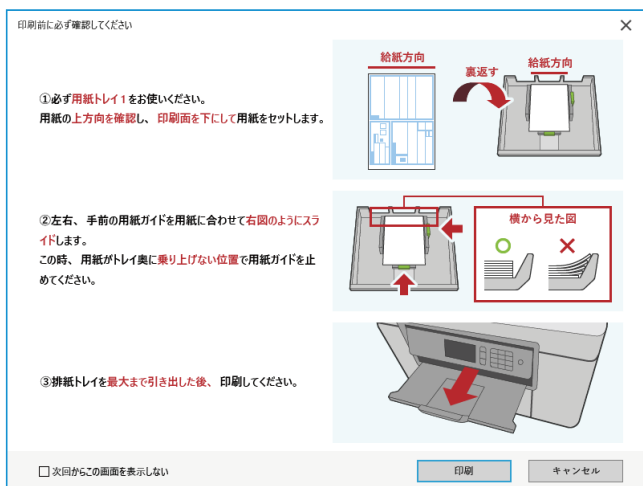 印刷前に必ず確認してください
給紙方向
裏返す
給紙方向
①必ず用紙トレイ1をお使いください。
用紙の上方向を確認し、印刷面を下にして用紙をセットします。
②左右、手前の用紙ガイドを用紙に合わせて右図のようにスラ
イドします。
この時、用紙がトレイ奥に乗り上げない位置で用紙ガイドを止
めてください。
横から見た図
③排紙トレイを最大まで引き出した後、印刷してください。
次回からこの画面を表示しない
印刷
キャンセル